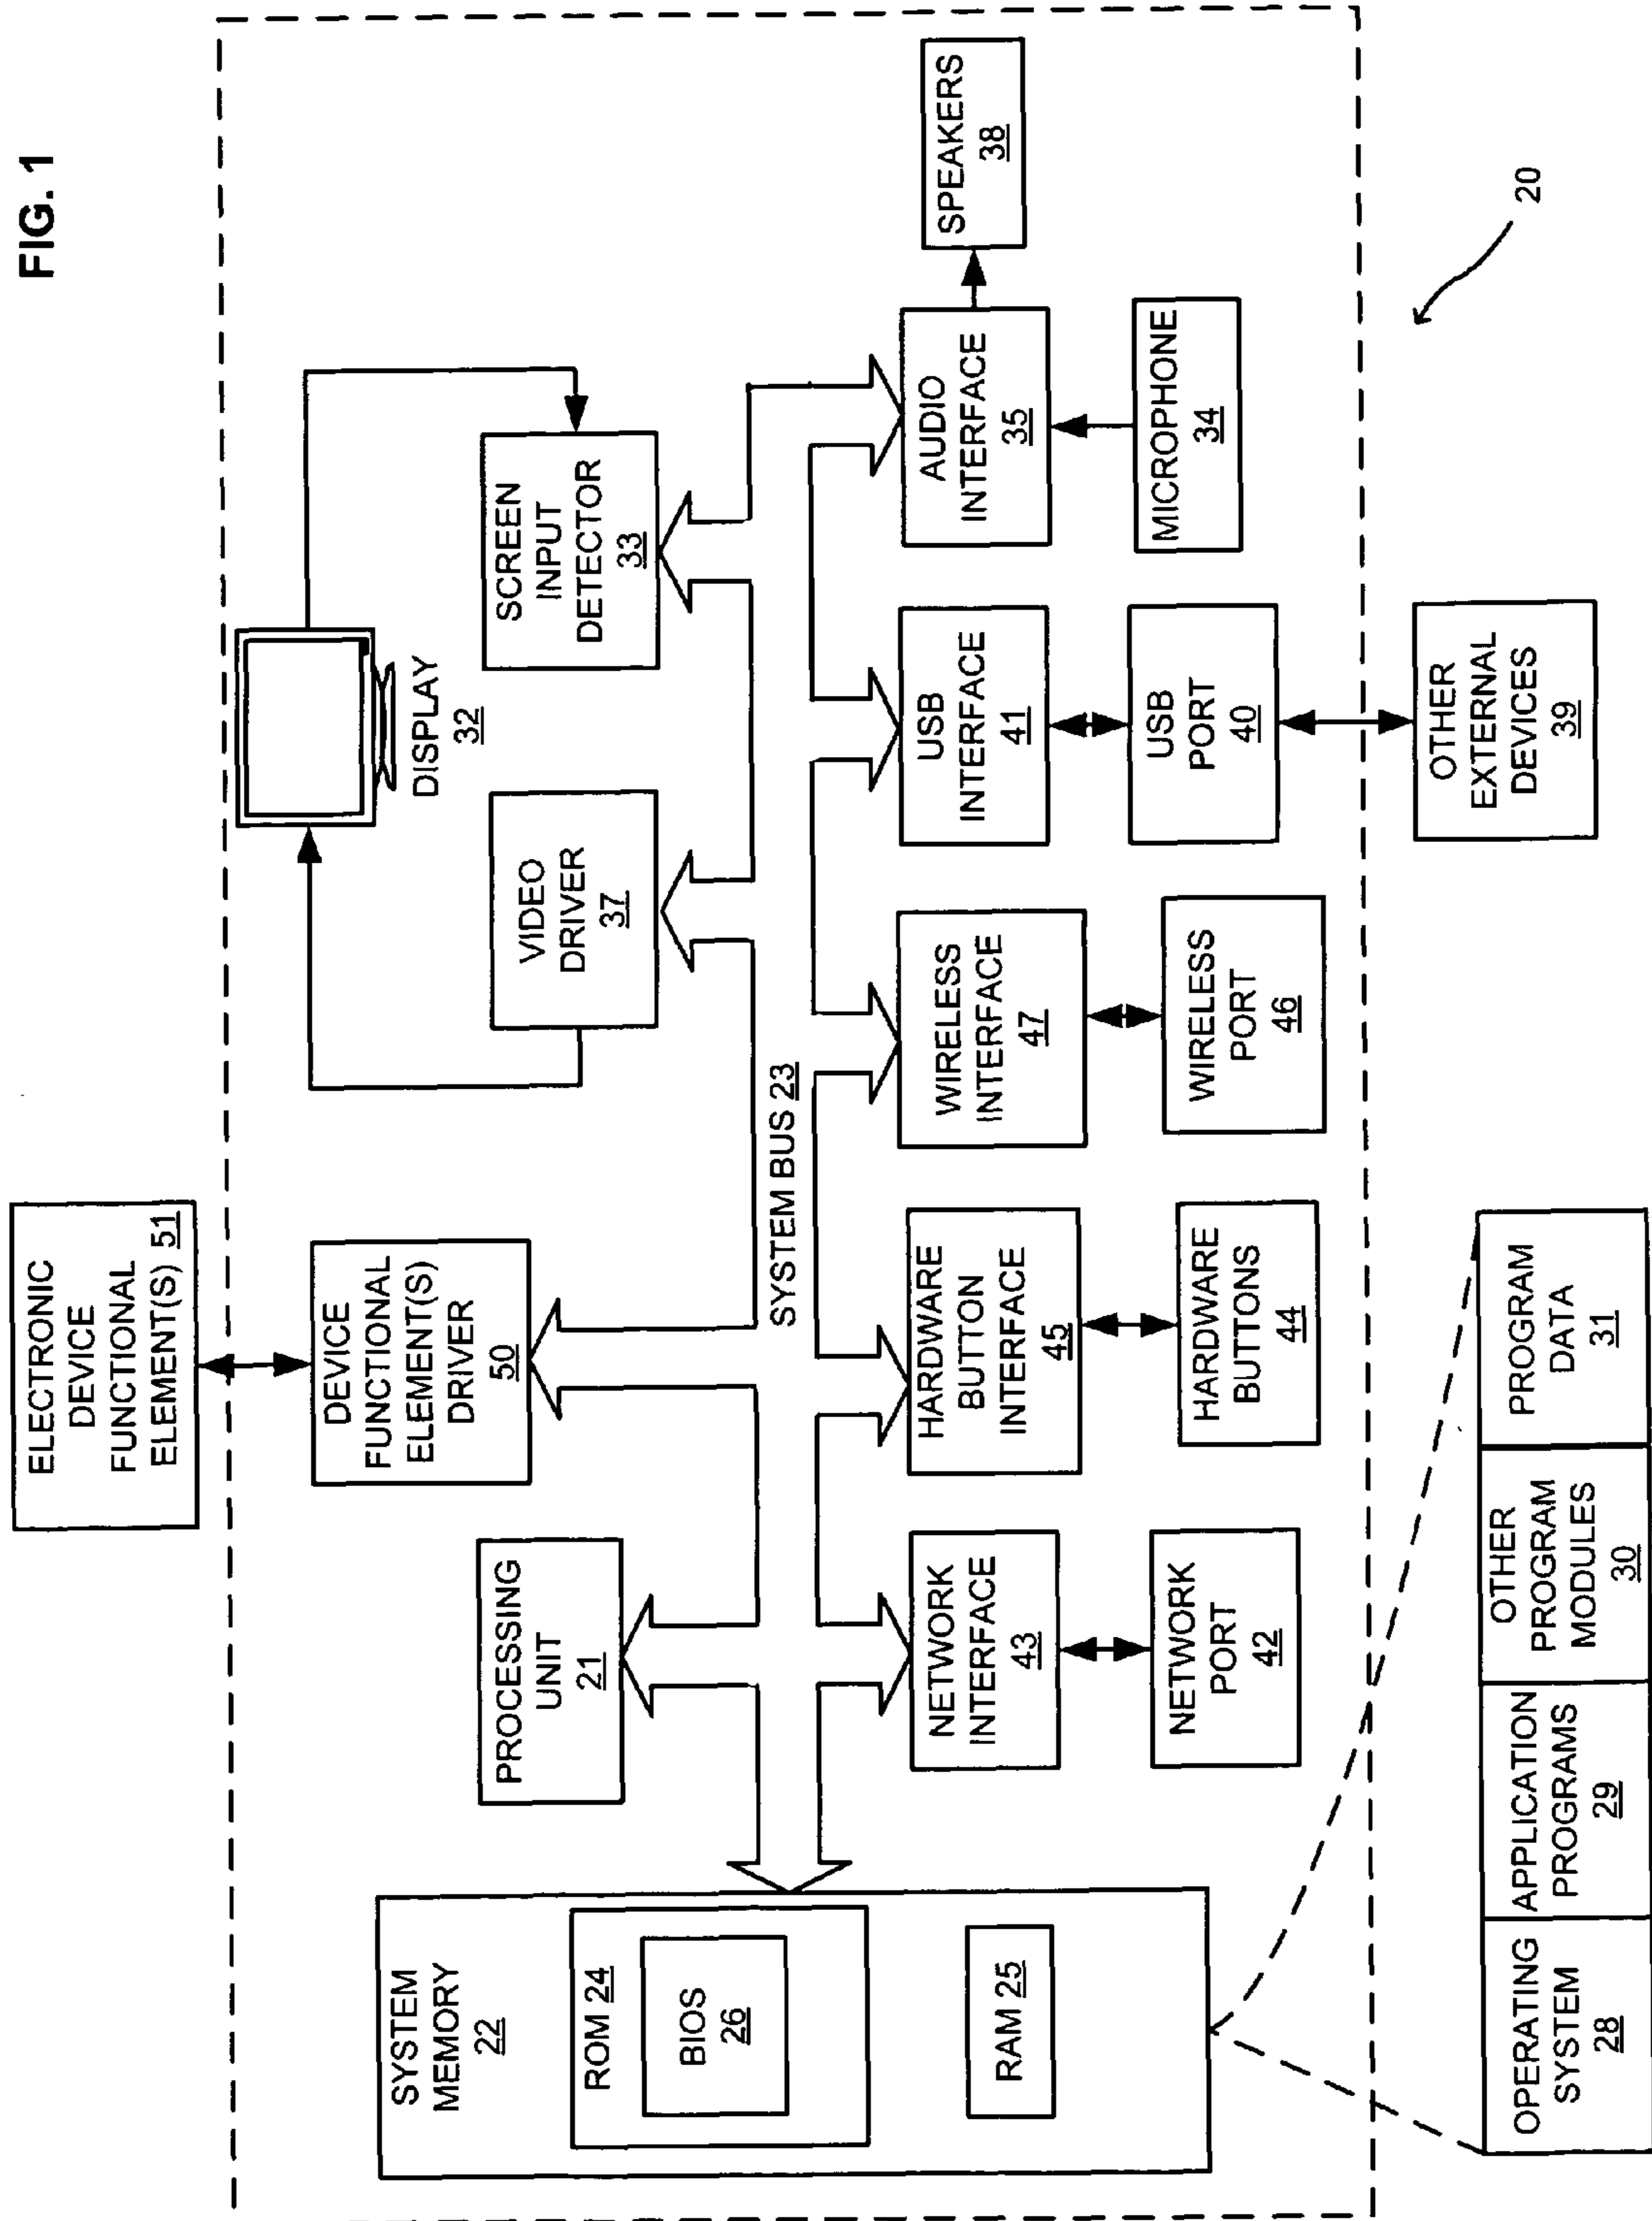 FIG. 1
ELECTRONIC
DEVICE
FUNCTIONAL
ELEMENT(S) 51
DISPLAY
32
DEVICE
FUNCTIONAL
ELEMENT(S)
DRIVER
50
PROCESSING
UNIT
21
VIDEO
DRIVER
37
SCREEN
INPUT
DETECTOR
33
SYSTEM
MEMORY
22
ROM 24
BIOS
26
RAM 25
SYSTEM BUS 23
NETWORK
INTERFACE
43
HARDWARE
BUTTON
INTERFACE
45
WIRELESS
INTERFACE
47
USB
INTERFACE
41
AUDIO
INTERFACE
35
SPEAKERS
38
NETWORK
PORT
42
HARDWARE
BUTTONS
44
WIRELESS
PORT
46
USB
PORT
40
MICROPHONE
34
20
OPERATING
SYSTEM
28
APPLICATION
PROGRAMS
29
OTHER
PROGRAM
MODULES
30
PROGRAM
DATA
31
OTHER
EXTERNAL
DEVICES
39